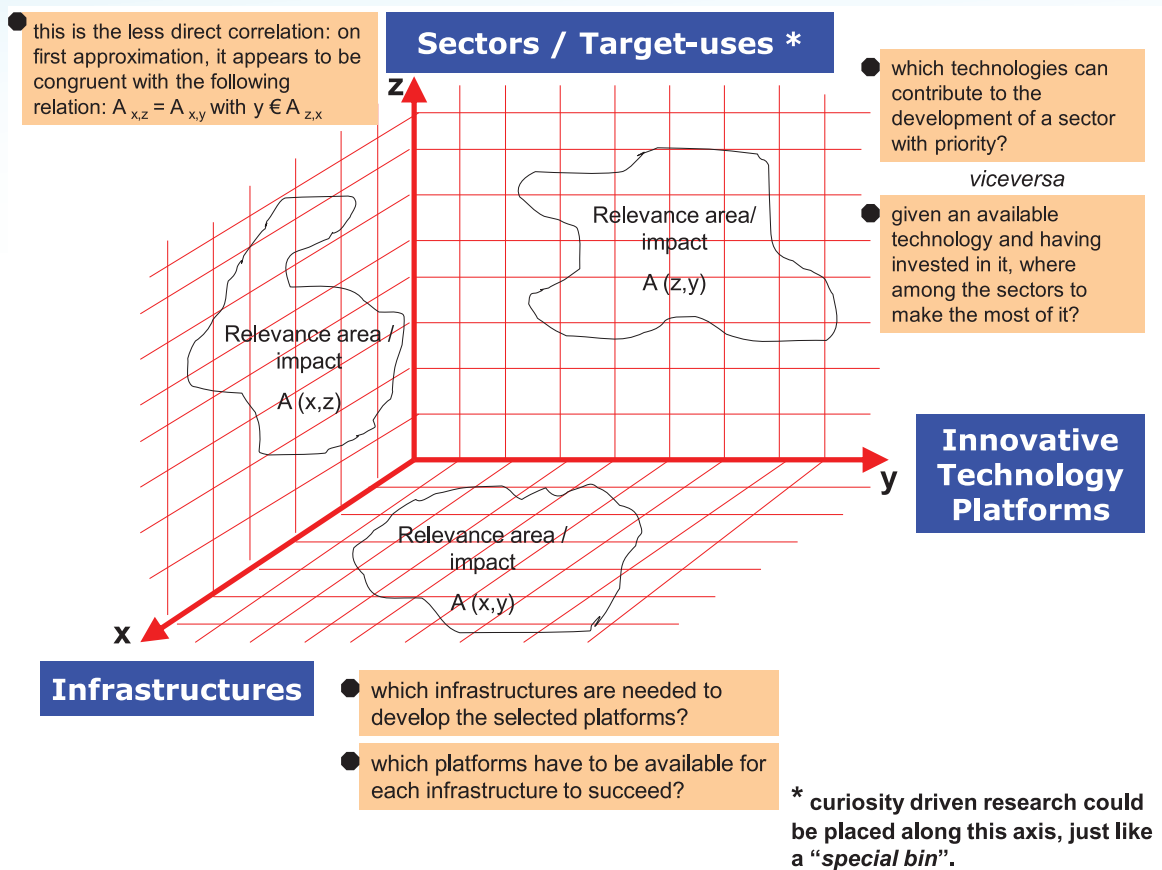 this is the less direct correlation: on
first approximation, it appears to be
congruent with the following
relation: A x,z = A x,y with y € A z,x
Sectors / Target-uses *
z
which technologies can
contribute to the
development of a sector
with priority?
viceversa
given an available
technology and having
invested in it, where
among the sectors to
make the most of it?
Relevance area/
impact
A (z,y)
Relevance area /
impact
A (x,z)
Innovative
Technology
Platforms
y
Relevance area /
impact
A (x,y)
x
Infrastructures
which infrastructures are needed to
develop the selected platforms?
which platforms have to be available for
each infrastructure to succeed?
* curiosity driven research could
be placed along this axis, just like
a “special bin”.